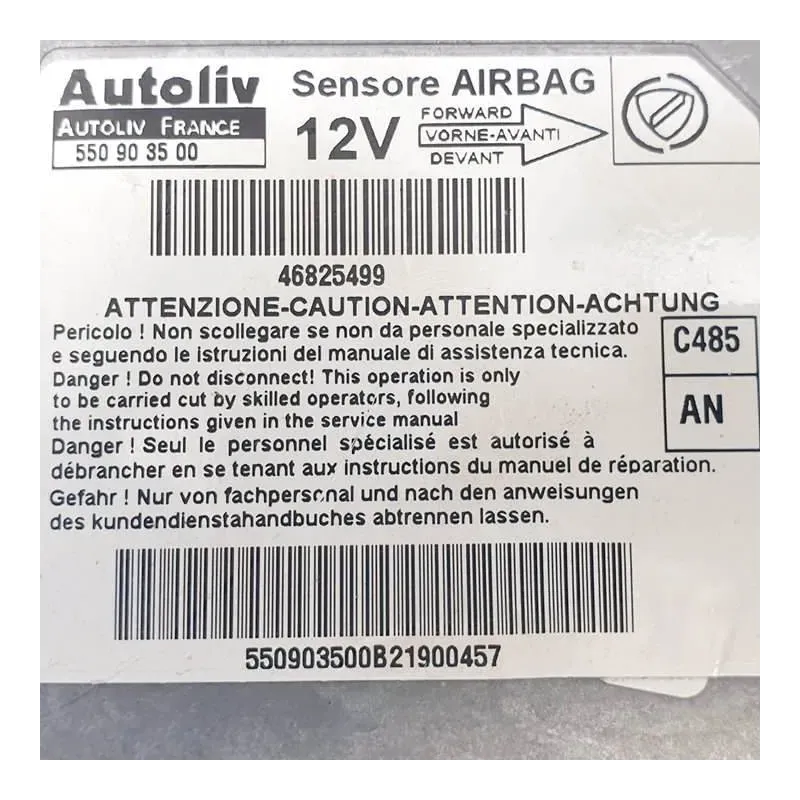 Autoliv
Sensore AIRBAG
AUTOLIV FRANCE
550 90 35 00
12V
FORWARD
VORNE-AVANTI
DEVANT
46825499
ATTENZIONE-CAUTION-ATTENTION-ACHTUNG
Pericolo ! Non scollegare se non da personale specializzato
e seguendo le istruzioni del manuale di assistenza tecnica.
Danger ! Do not disconnect! This operation is only
to be carried cut by skilled operators, following
the instructions given in the service manual
Danger ! Seul le personnel spécialisé est autorisé à
débrancher en se tenant aux instructions du manuel de réparation.
Gefahr ! Nur von fachpersonal und nach den anweisungen
des kundendienstahandbuches abtrennen lassen.
C485
AN
550903500B21900457